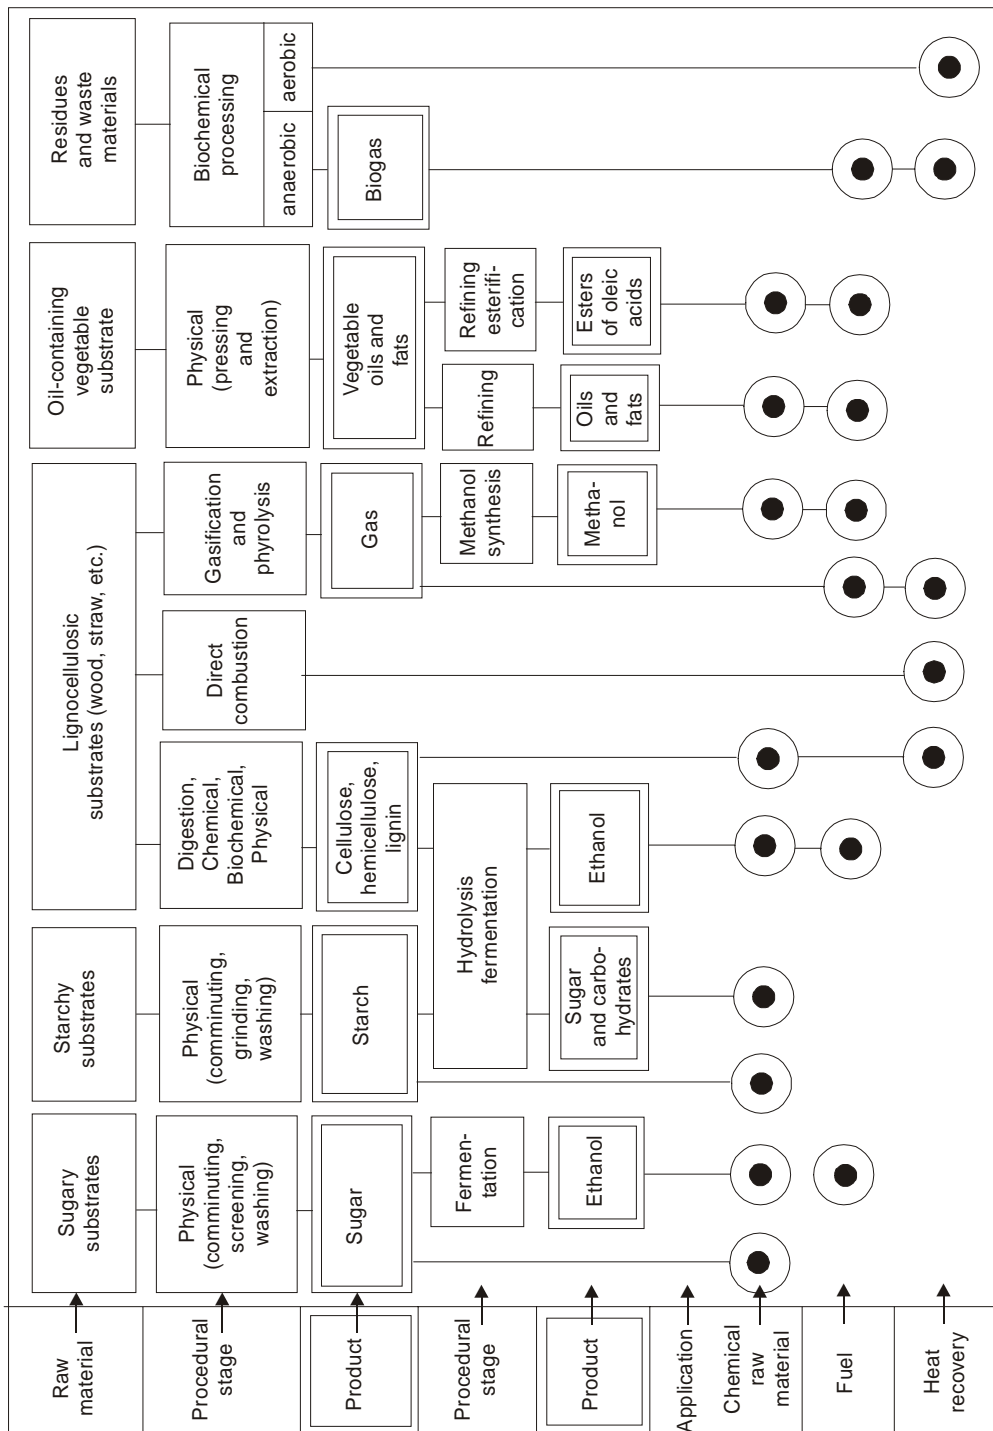 Raw
material
Sugary
substrates
Starchy
substrates
Lignocellulosic
substrates (wood, straw, etc.)
Oil-containing
vegetable
substrate
Residues
and waste
materials
Procedural
stage
Physical
(comminuting,
screening,
washing)
Physical
(comminuting,
grinding,
washing)
Digestion,
Chemical,
Biochemical,
Physical
Direct
combustion
Gasification
and
phyrolysis
Physical
(pressing
and
extraction)
Biochemical
processing
anaerobic
aerobic
Product
Sugar
Starch
Cellulose,
hemicellulose,
lignin
Gas
Vegetable
oils and
fats
Biogas
Procedural
stage
Fermen-
tation
Hydrolysis
fermentation
Methanol
synthesis
Refining
Refining
esterifi-
cation
Product
Ethanol
Sugar
and carbo-
hydrates
Ethanol
Metha-
nol
Oils and
fats
Esters
of oleic
acids
Application
Chemical
raw
material
Fuel
Heat
recovery